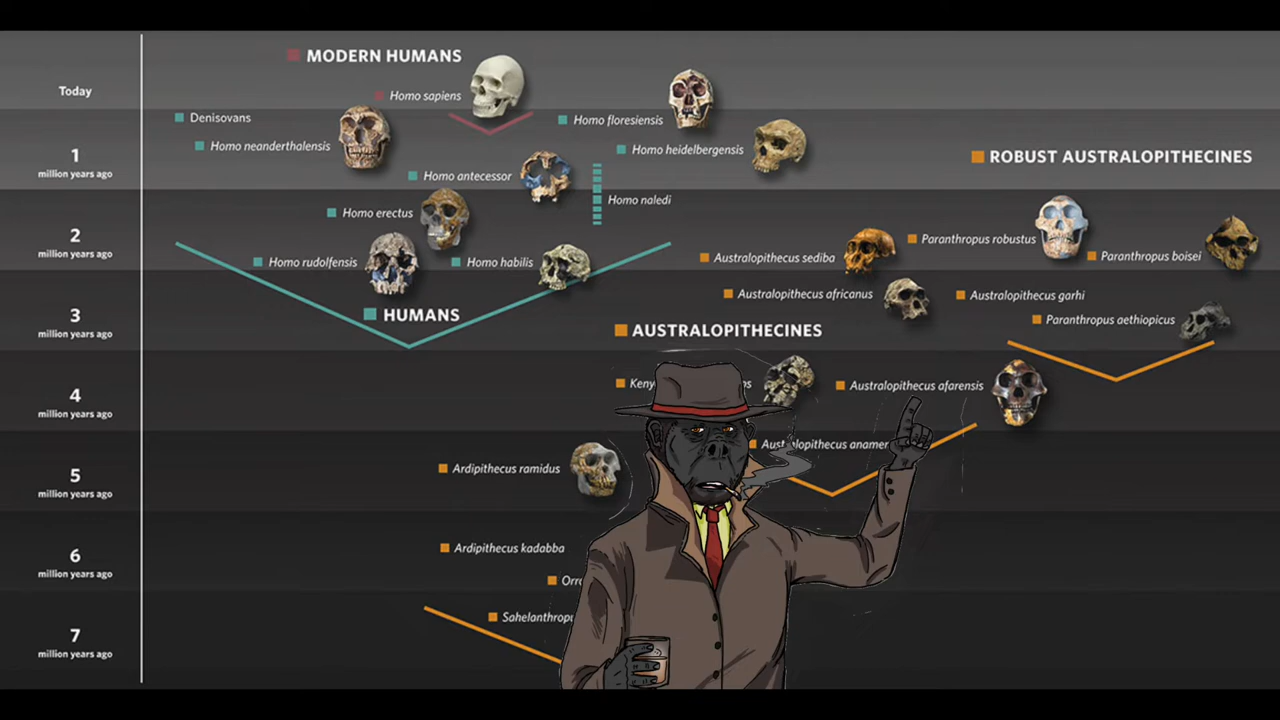 MODERN HUMANS
Today
Homo sapiens
Denisovans
Homo floresiensis
Homo neanderthalensis
Homo heidelbergensis
1
million years ago
ROBUST AUSTRALOPITHECINES
Homo antecessor
Homo naledi
Homo erectus
2
million years ago
Paranthropus robustus
Homo rudolfensis
Homo habilis
Australopithecus sediba
Paranthropus boisei
Australopithecus africanus
Australopithecus garhi
3
million years ago
HUMANS
Paranthropus aethiopicus
AUSTRALOPITHECINES
4
million years ago
Australopithecus afarensis
Ardipithecus ramidus
5
million years ago
Ardipithecus kadabba
6
million years ago
7
million years ago